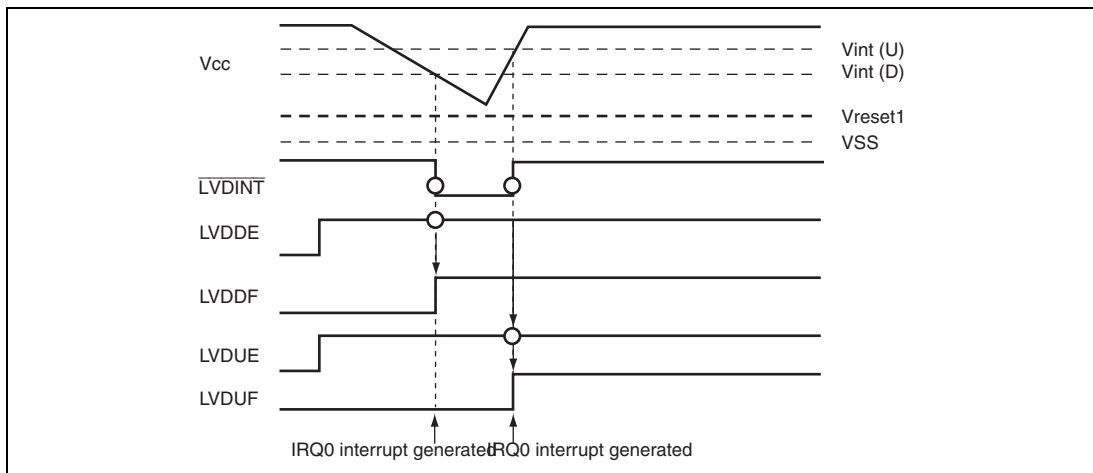 Vcc
Vint (U)
Vint (D)
Vreset1
VSS
LVDINT
LVDDE
LVDDF
LVDUE
LVDUF
IRQ0 interrupt generated
IRQ0 interrupt generated